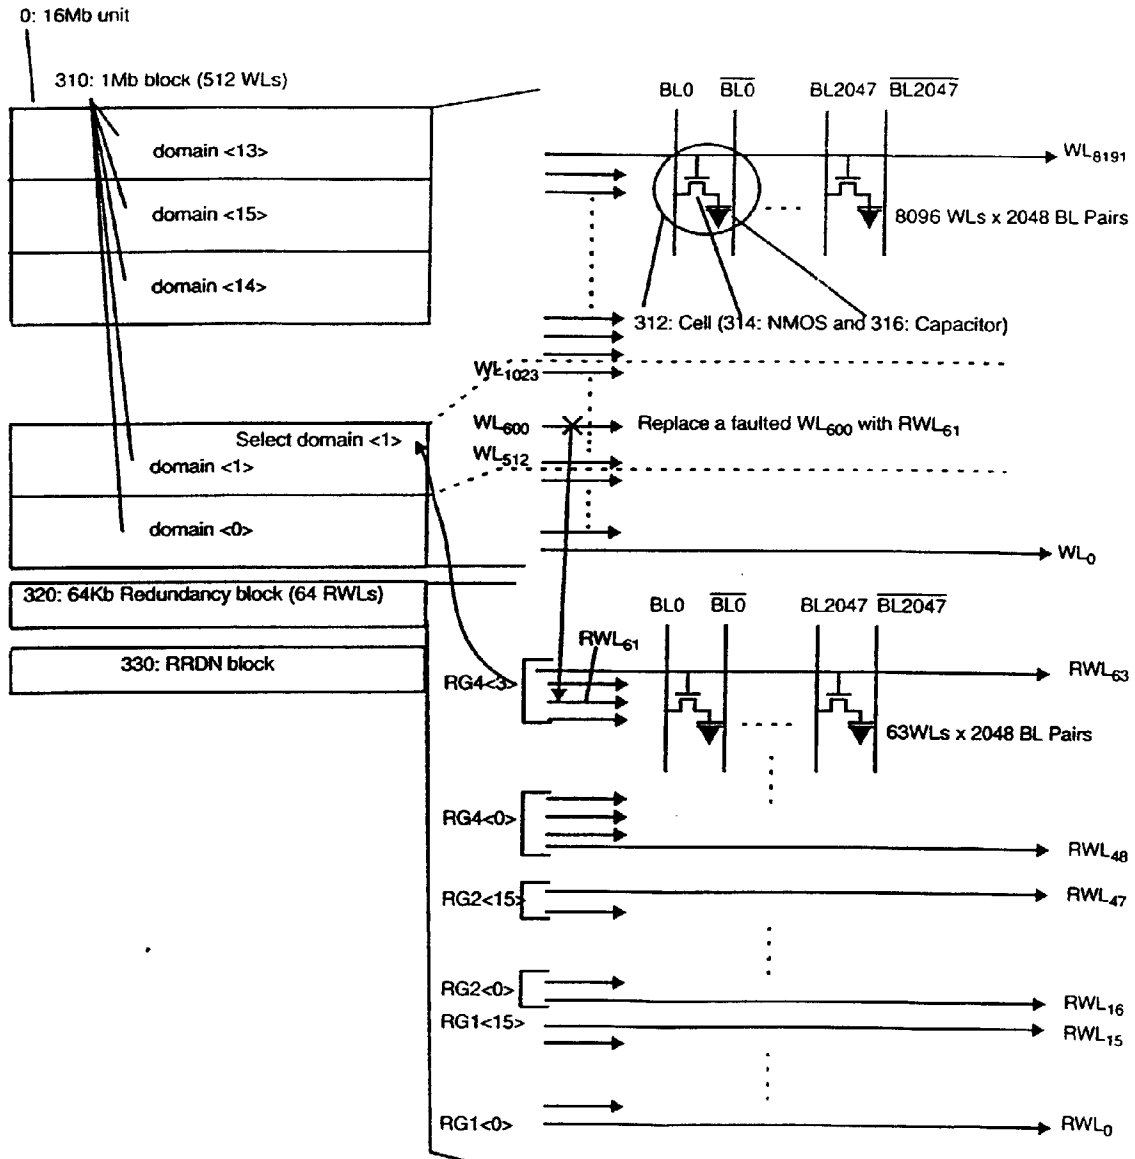 0: 16Mb unit
310: 1Mb block (512 WLs)
BL0 BL0 BL2047 BL2047
domain <13>
WL8191
domain <15>
8096 WLs x 2048 BL Pairs
domain <14>
312: Cell (314: NMOS and 316: Capacitor)
WL1023
Select domain <1>
WL600
Replace a faulted WL600 with RWL61
domain <1>
WL512
domain <0>
WL0
320: 64Kb Redundancy block (64 RWLs)
BL0 BL0 BL2047 BL2047
RWL61
330: RRDN block
RG4<3>
RWL63
63WLs x 2048 BL Pairs
RG4<0>
RWL48
RG2<15>
RWL47
RG2<0>
RWL16
RG1<15>
RWL15
RG1<0>
RWL0